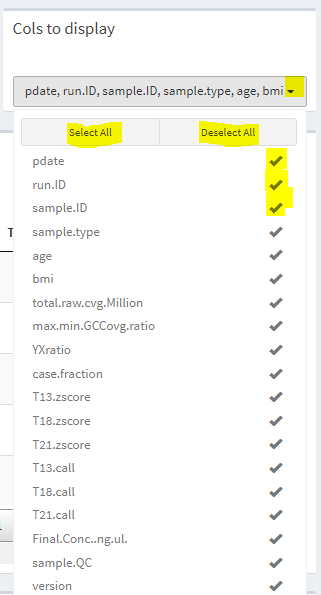 Cols to display
pdate, run.ID, sample.ID, sample.type, age, bmi
Select All Deselect All
pdate
run.ID
sample.ID
T
sample.type
age
bmi
total.raw.cvg.Million
max.min.GCCovg.ratio
YXratio
case.fraction
T13.zscore
T18.zscore
T21.zscore
T13.call
T18.call
T21.call
Final.Conc..ng.ul.
sample.QC
version